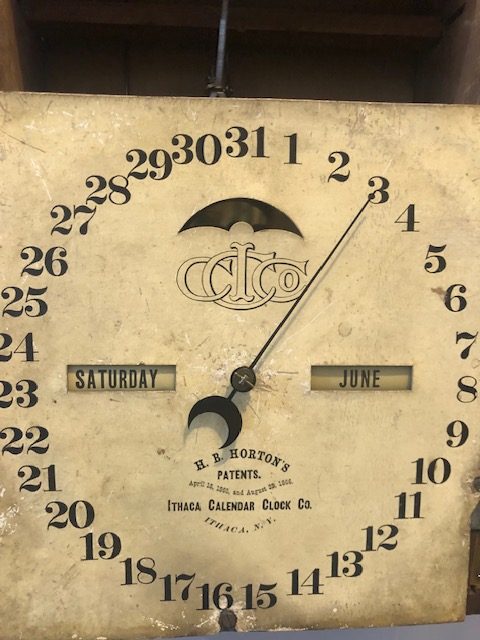 31 1 2 3 4 5 6 7 8 9 10 11 12 13 14 15 16 17 18 19 20 21 22 23 24 25 26 27 28 29 30
ICCCo
SATURDAY JUNE
H. B. HORTON'S
PATENTS.
April 18, 1865, and August 28, 1866.
ITHACA CALENDAR CLOCK CO.
ITHACA, N.Y.